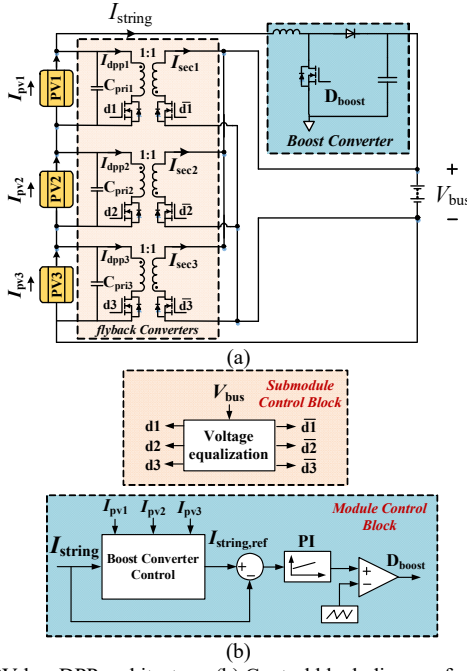 I_string
I_dpp1
1:1
I_sec1
I_pv1
PV1
C_pri1
d1
d̅1̅
D_boost
Boost Converter
I_dpp2
1:1
I_sec2
I_pv2
PV2
C_pri2
d2
d̅2̅
+
V_bus
−
I_dpp3
1:1
I_sec3
I_pv3
PV3
C_pri3
d3
d̅3̅
flyback Converters
(a)
Submodule
Control Block
V_bus
Voltage
equalization
d1
d2
d3
d̅1̅
d̅2̅
d̅3̅
Module Control
Block
I_pv1 I_pv2 I_pv3
I_string
Boost Converter
Control
I_string,ref
+
−
PI
+
−
D_boost
(b)